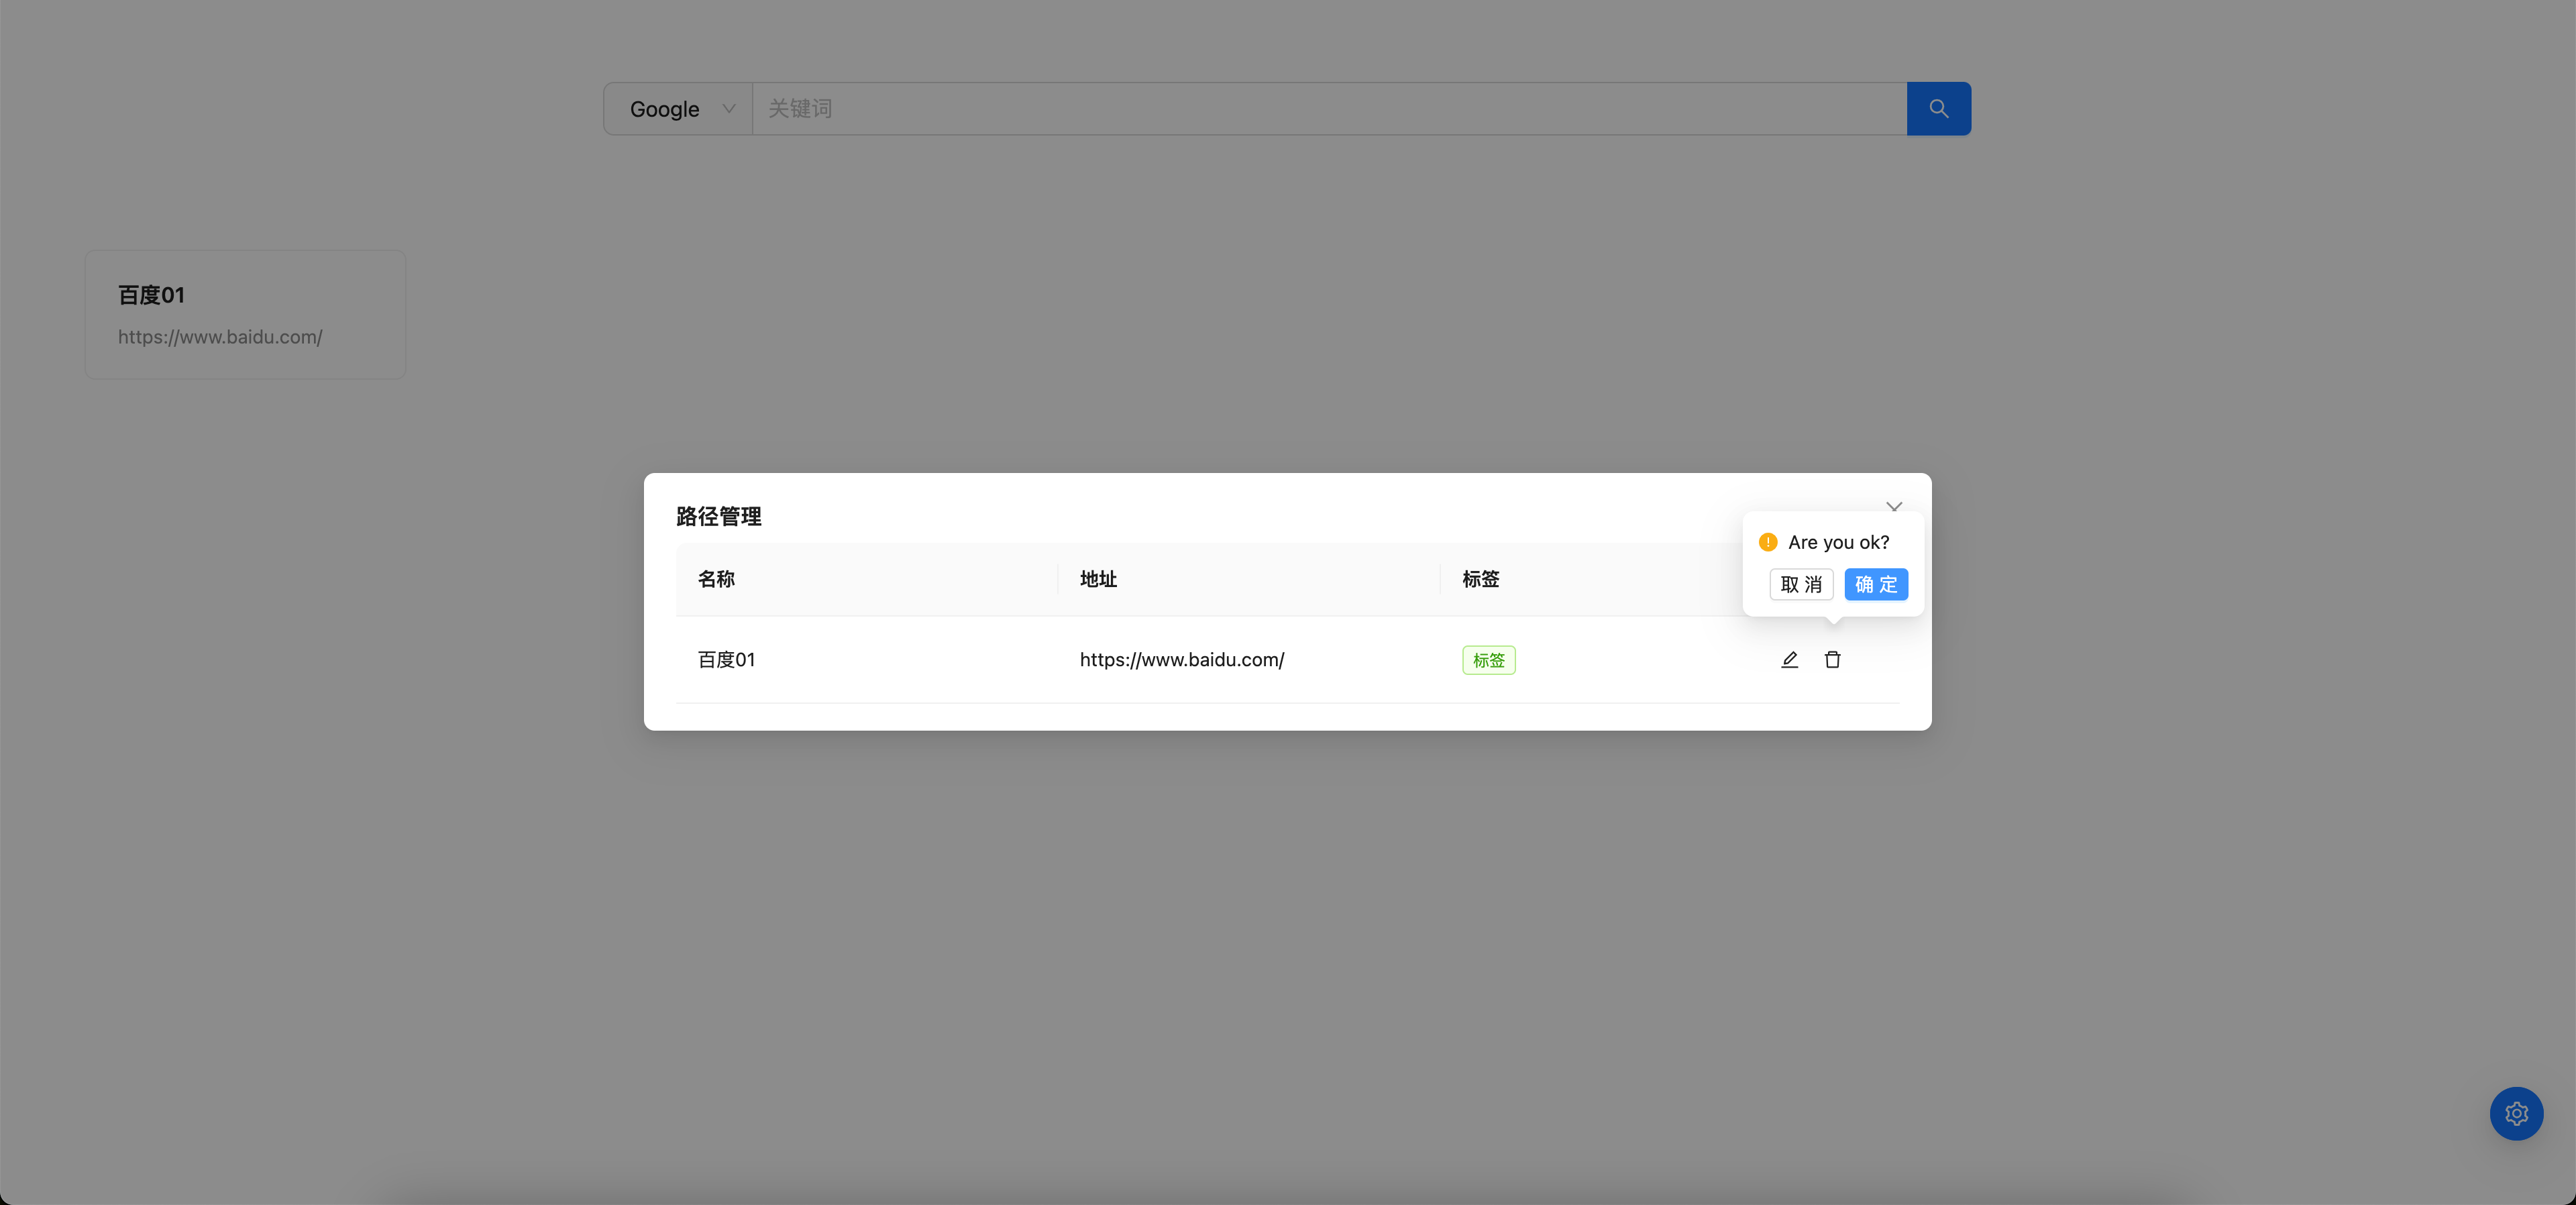 Google
关键词
百度01
https://www.baidu.com/
路径管理
Are you ok?
取 消 确 定
名称 地址 标签
百度01 https://www.baidu.com/ 标签